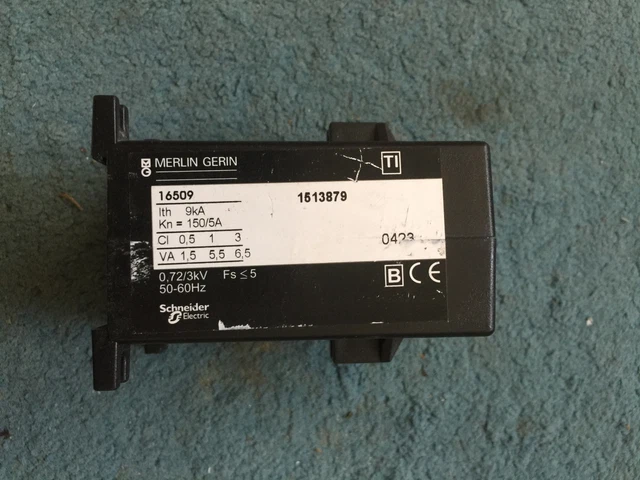 MG MERLIN GERIN
TI
16509
1513879
Ith 9kA
Kn = 150/5A
Cl 0,5 1 3
0423
VA 1,5 5,5 6,5
0,72/3kV Fs ≤ 5
B CE
50-60Hz
Schneider
Electric